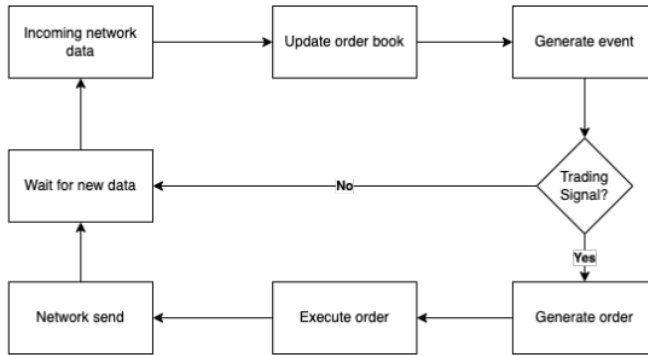 Incoming network
data
Update order book
Generate event
Wait for new data
No
Trading
Signal?
Yes
Network send
Execute order
Generate order